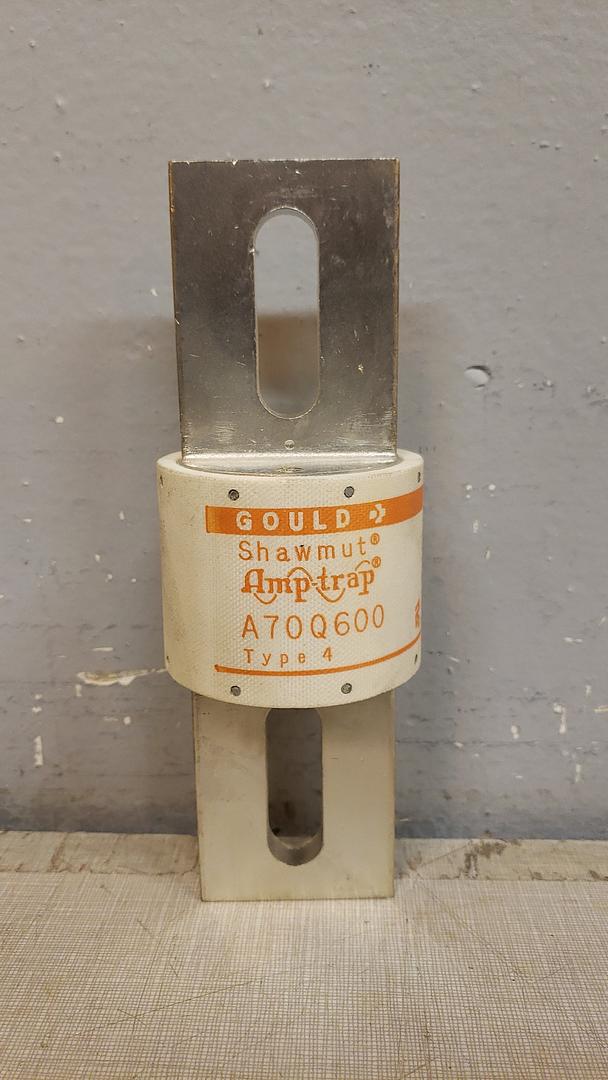 GOULD
Shawmut®
Amp-trap®
A70Q600
Type 4